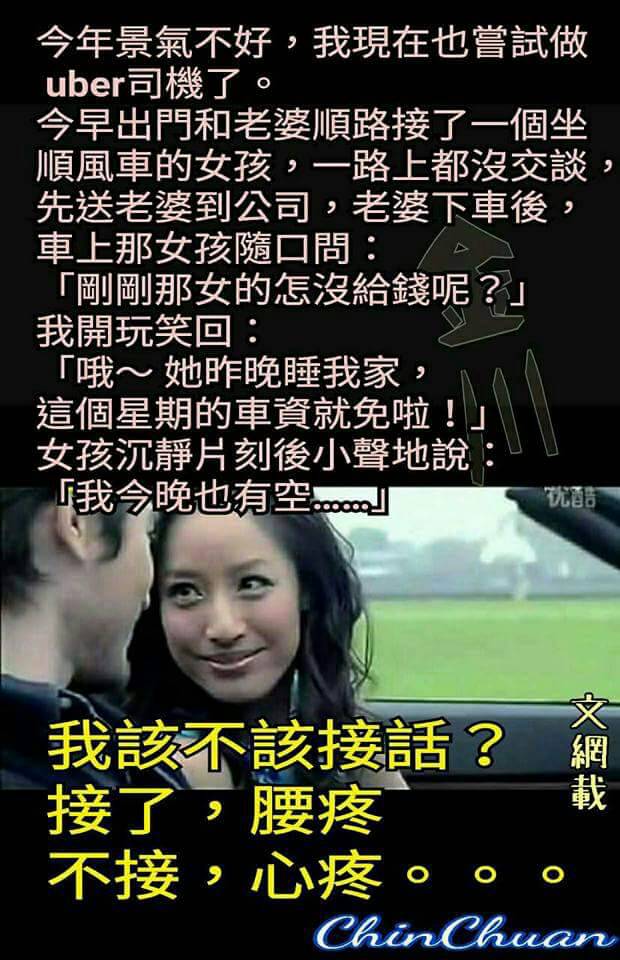 今年景氣不好，我現在也嘗試做
uber司機了。
今早出門和老婆順路接了一個坐
順風車的女孩，一路上都沒交談，
先送老婆到公司，老婆下車後，
車上那女孩隨口問：
「剛剛那女的怎沒給錢呢？」
我開玩笑回：
「哦～ 她昨晚睡我家，
這個星期的車資就免啦！」
女孩沉靜片刻後小聲地說：
「我今晚也有空......」
金川
优酷
我該不該接話？
接了，腰疼
不接，心疼。。。
文網載
ChinChuan